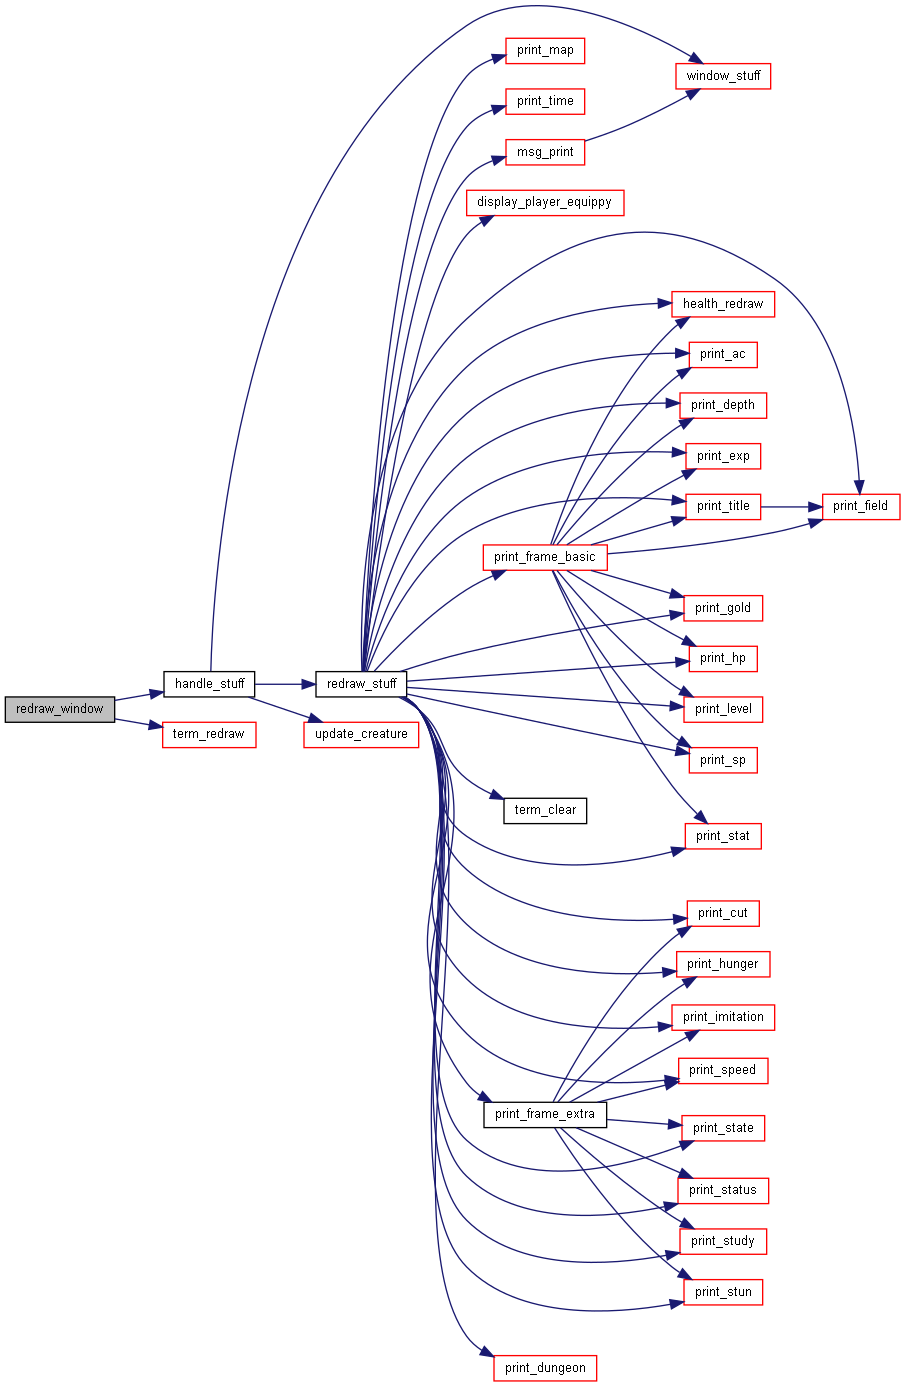 print_map
window_stuff
print_time
msg_print
display_player_equippy
health_redraw
print_ac
print_depth
print_exp
print_title
print_field
print_frame_basic
print_gold
print_hp
handle_stuff
redraw_stuff
redraw_window
print_level
term_redraw
update_creature
print_sp
term_clear
print_stat
print_cut
print_hunger
print_imitation
print_speed
print_frame_extra
print_state
print_status
print_study
print_stun
print_dungeon